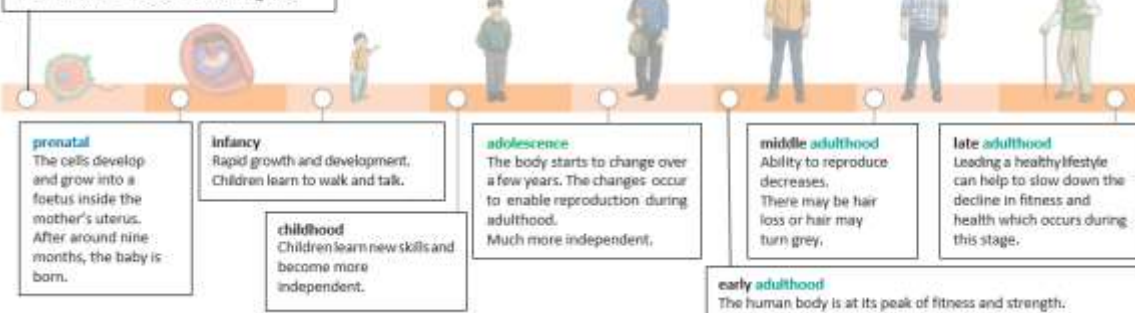 prenatal
The cells develop
and grow into a
foetus inside the
mother's uterus.
After around nine
months, the baby is
born.
infancy
Rapid growth and development.
Children learn to walk and talk.
childhood
Children learn new skills and
become more
independent.
adolescence
The body starts to change over
a few years. The changes occur
to enable reproduction during
adulthood.
Much more independent.
early adulthood
The human body is at its peak of fitness and strength.
middle adulthood
Ability to reproduce
decreases.
There may be hair
loss or hair may
turn grey.
late adulthood
Leading a healthy lifestyle
can help to slow down the
decline in fitness and
health which occurs during
this stage.